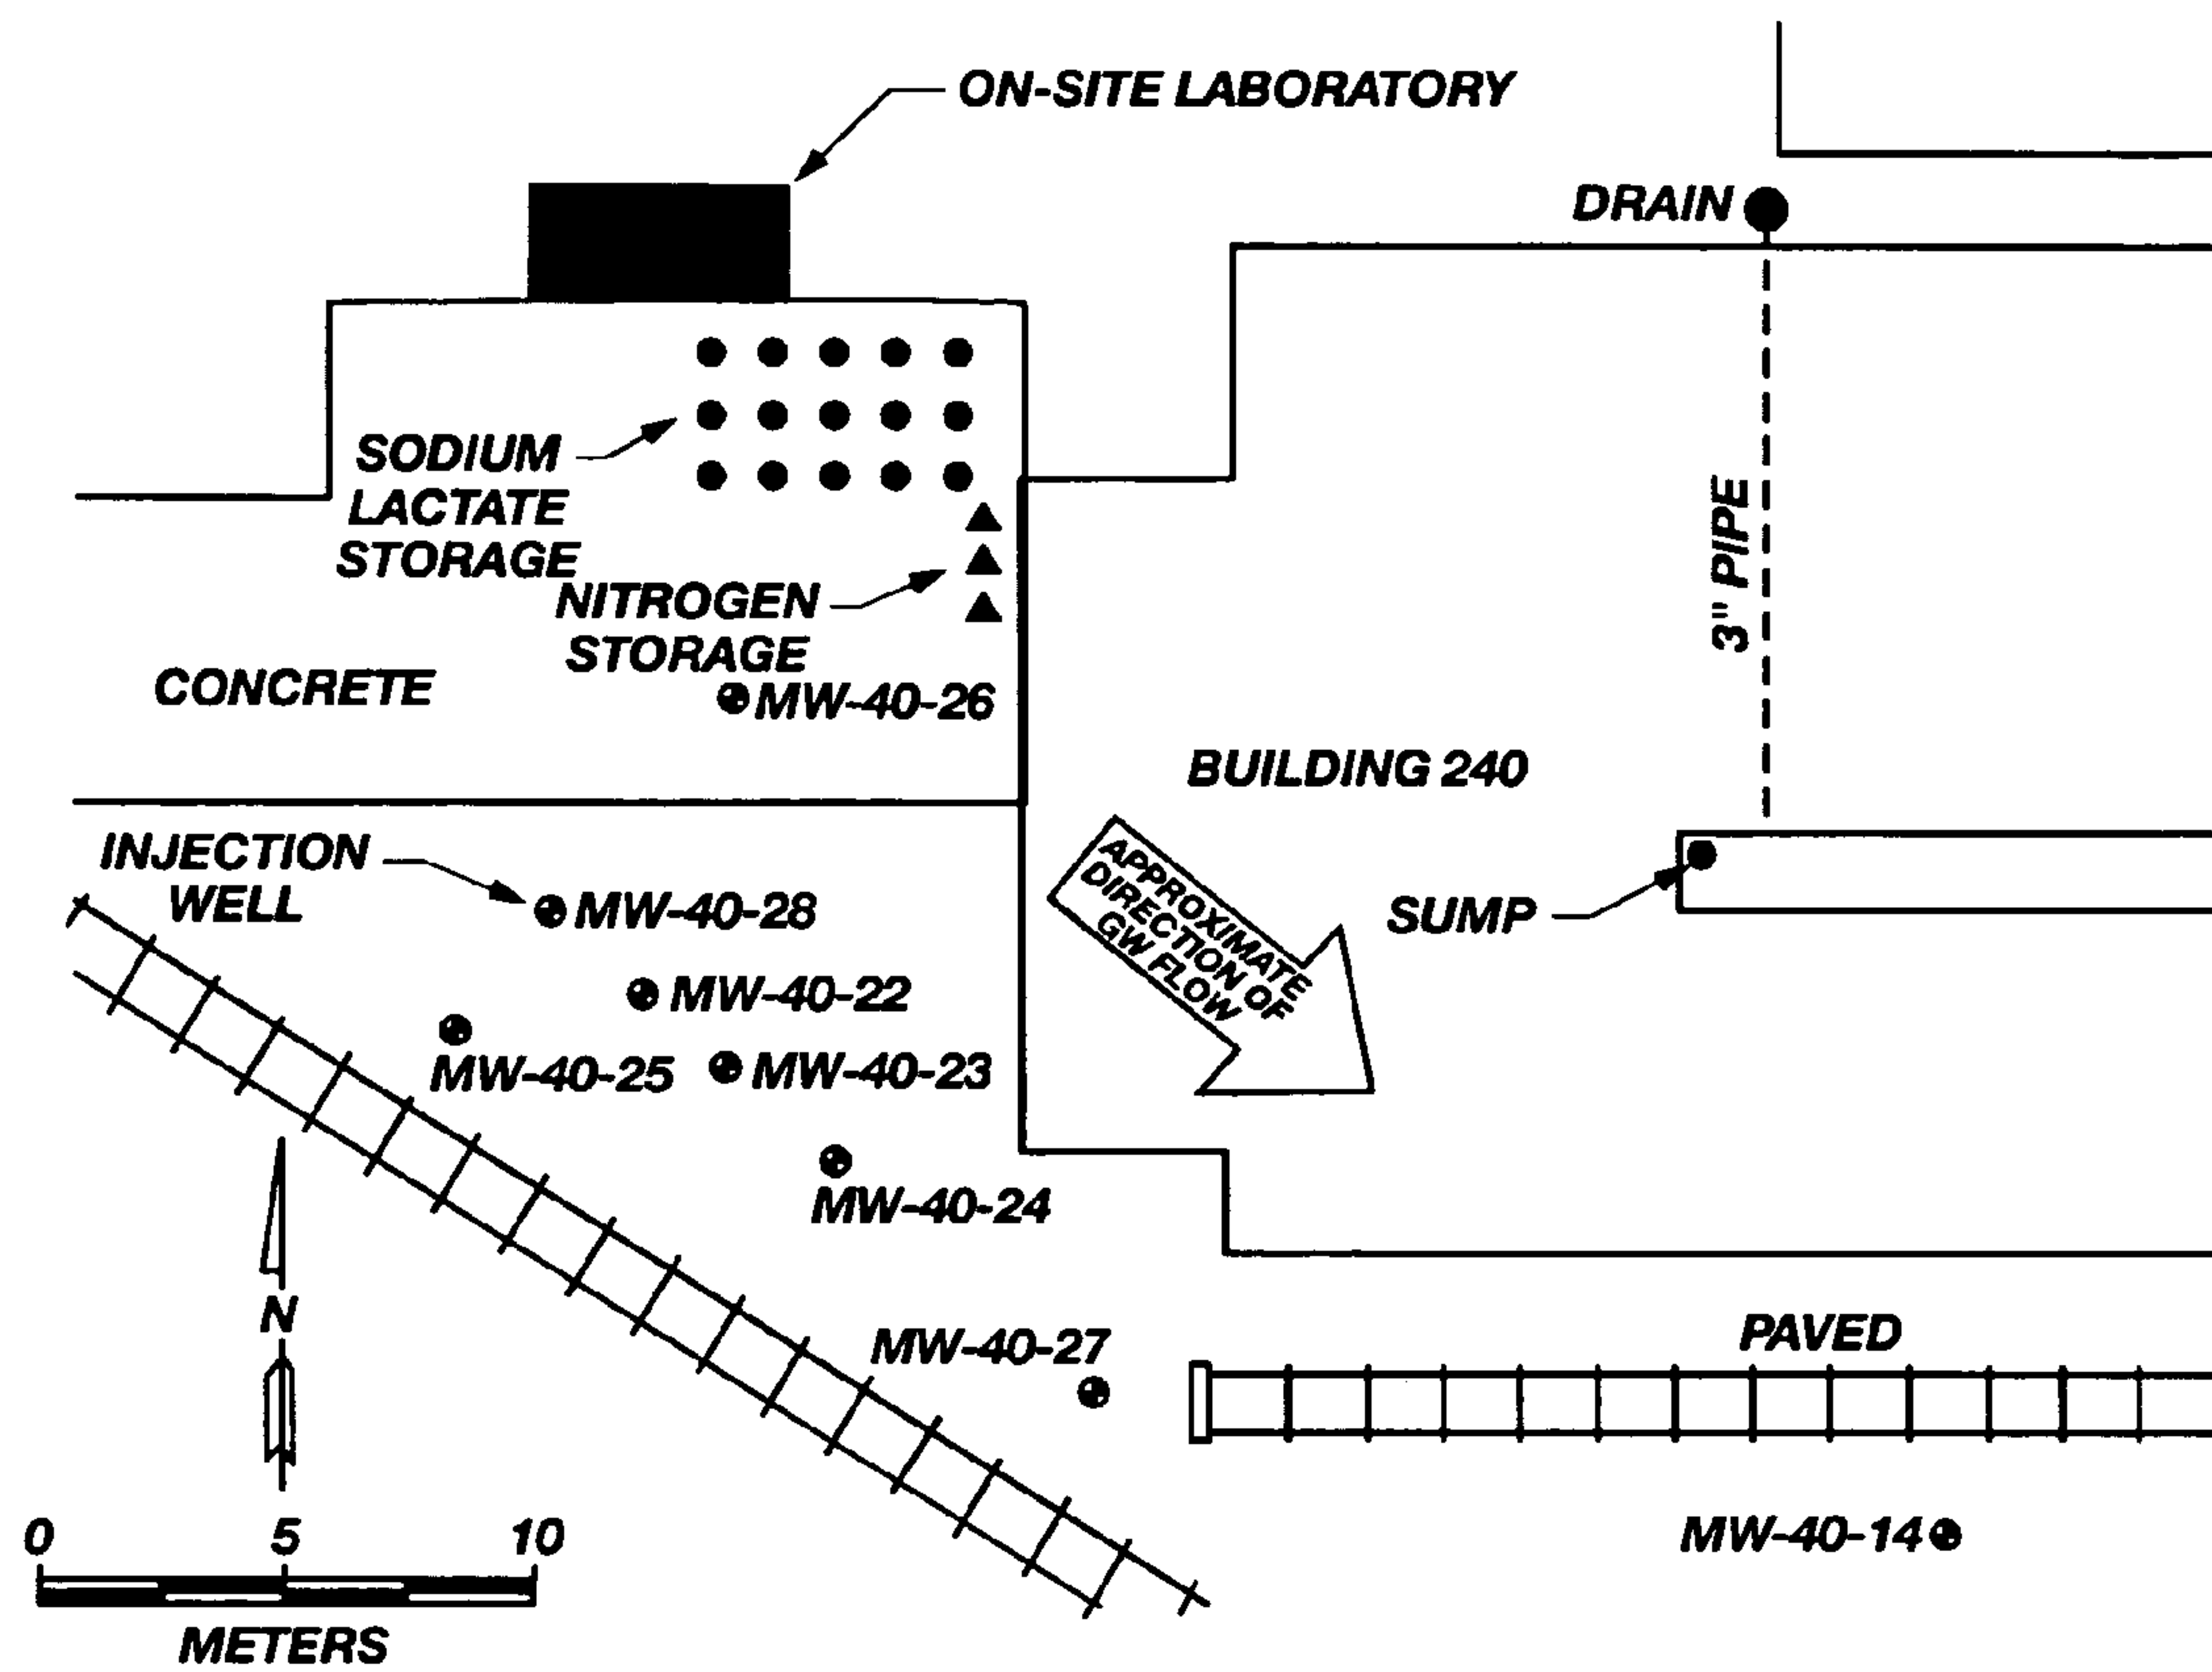 ON-SITE LABORATORY
DRAIN
SODIUM
LACTATE
STORAGE
3" PIPE
NITROGEN
STORAGE
CONCRETE
MW-40-26
BUILDING 240
INJECTION
WELL
MW-40-28
APPROXIMATE
DIRECTION OF
GW FLOW
SUMP
MW-40-22
MW-40-25
MW-40-23
MW-40-24
N
MW-40-27
PAVED
0 5 10
METERS
MW-40-14